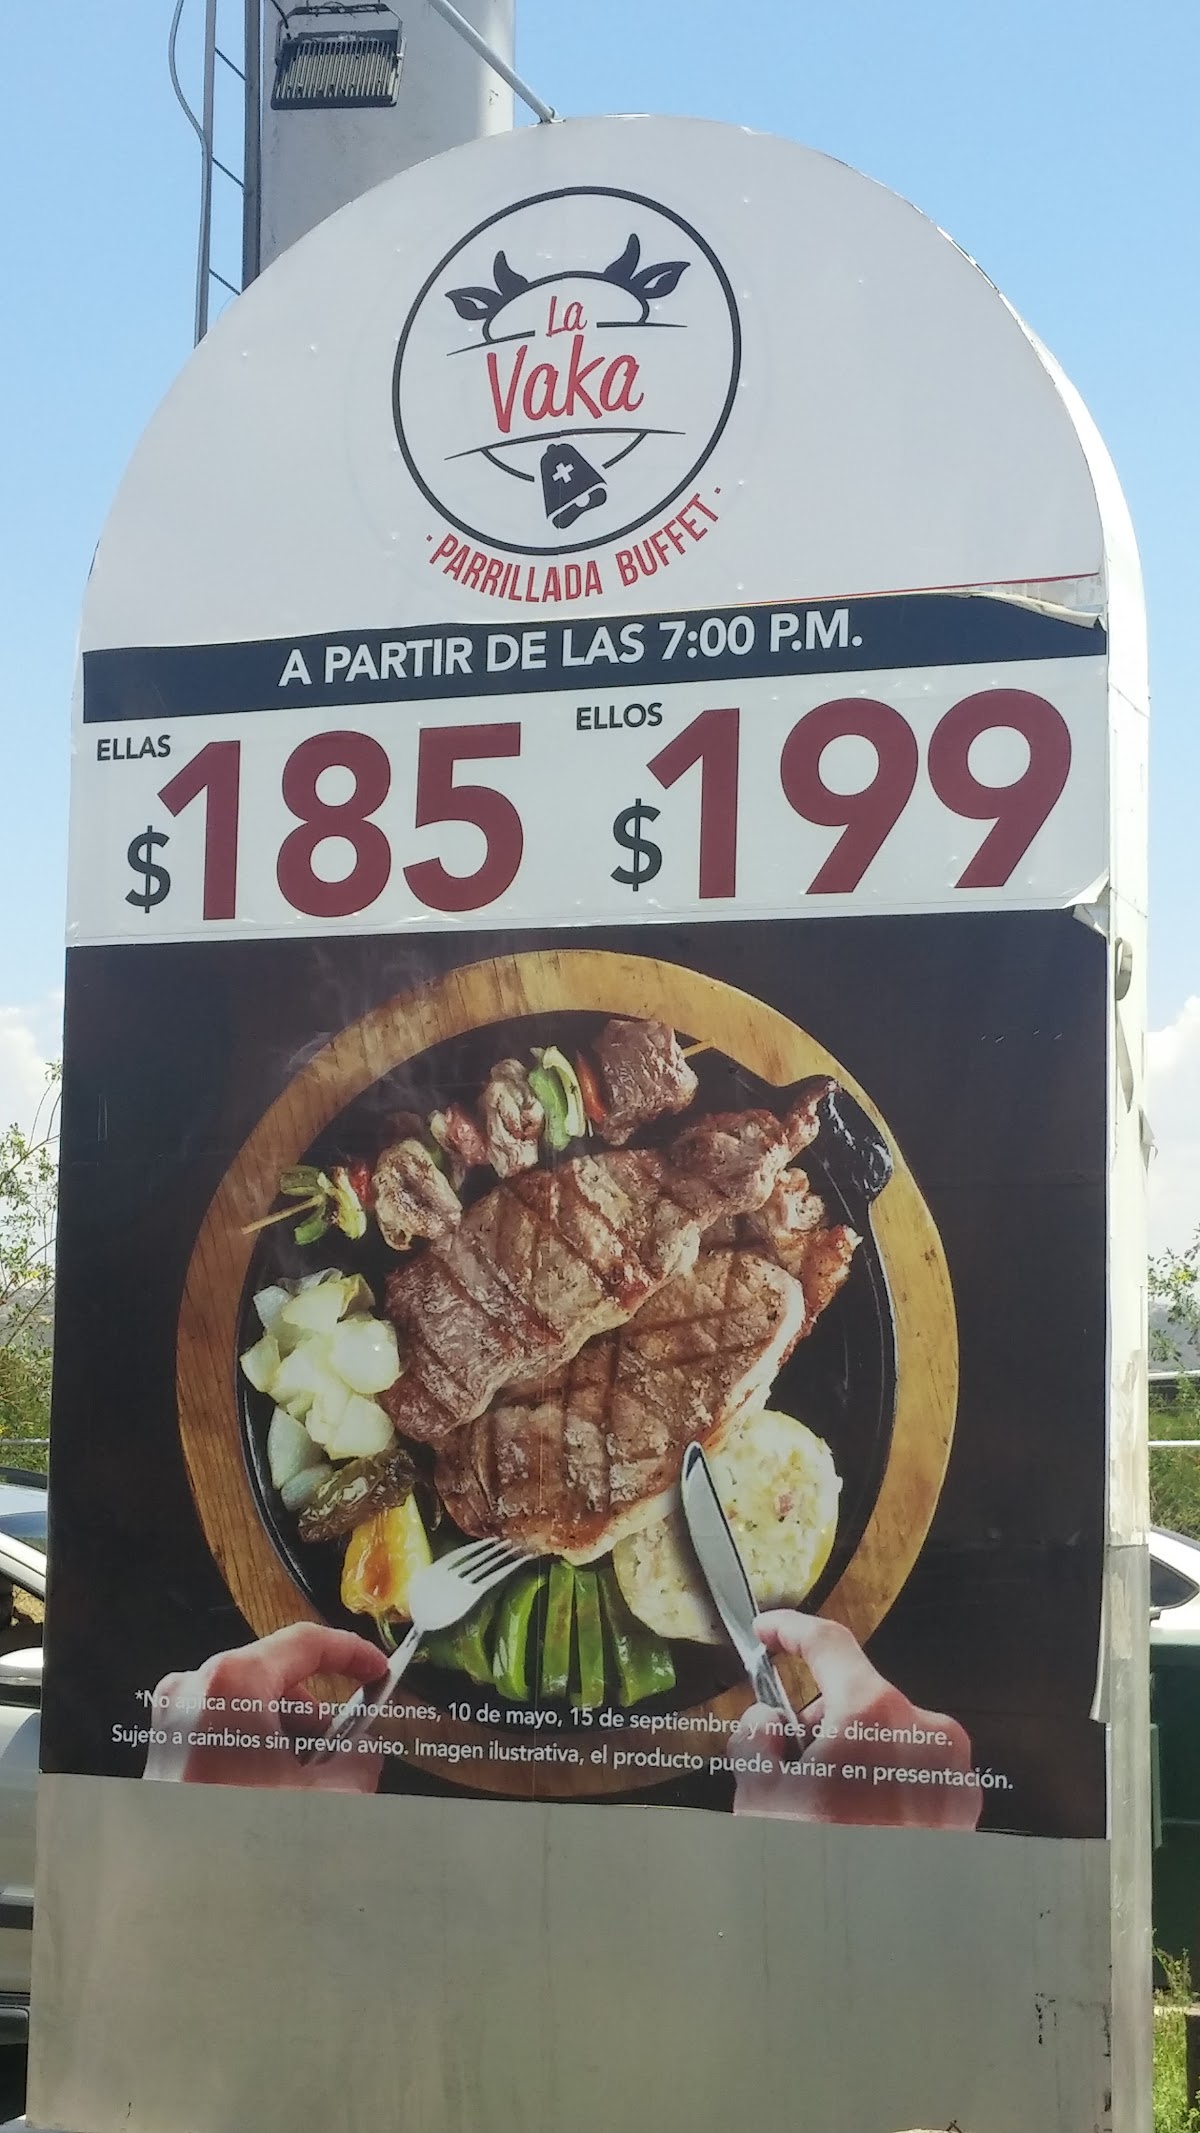 La
Vaka
· PARRILLADA BUFFET ·
A PARTIR DE LAS 7:00 P.M.
ELLAS $185 ELLOS $199
*No aplica con otras promociones, 10 de mayo, 15 de septiembre y mes de diciembre.
Sujeto a cambios sin previo aviso. Imagen ilustrativa, el producto puede variar en presentación.